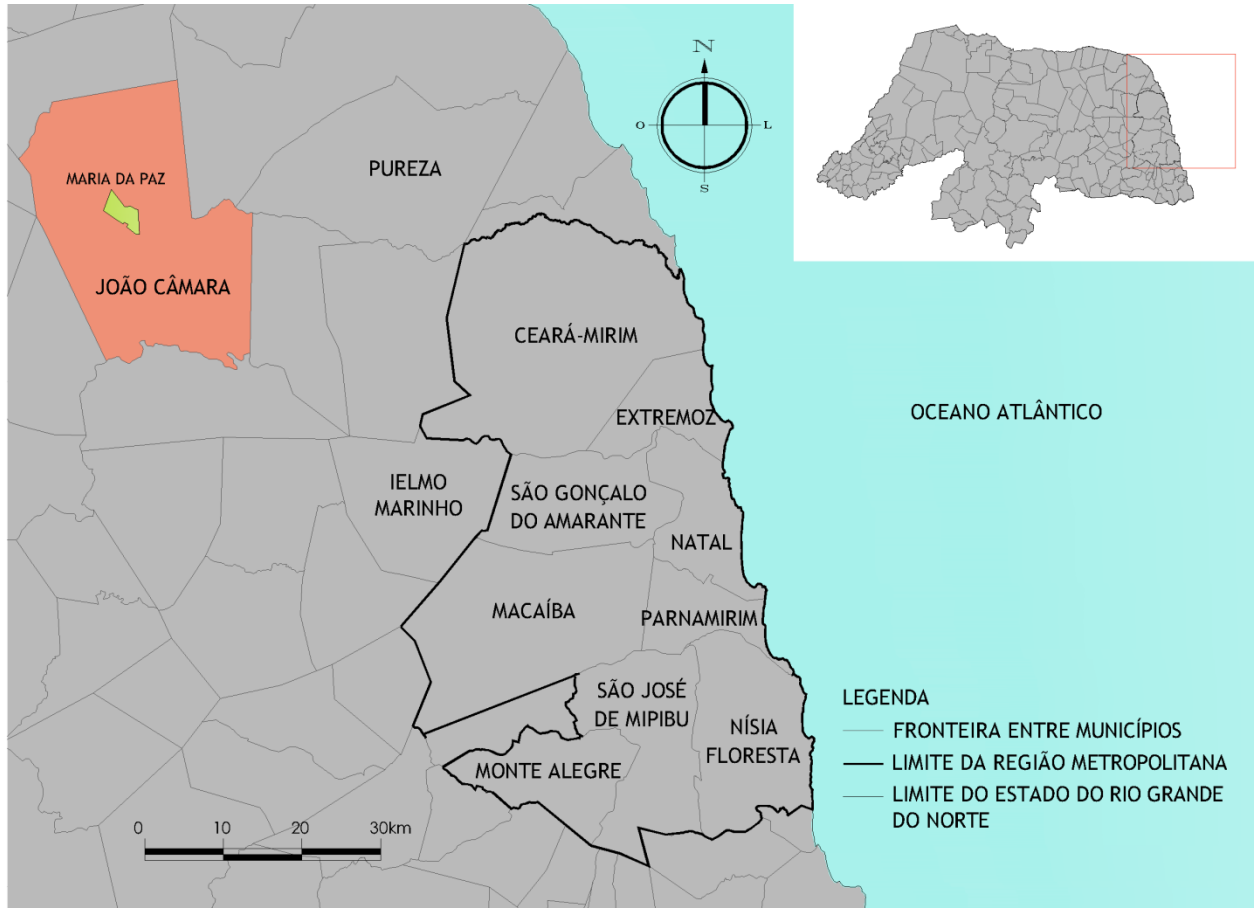 N
O
L
S
MARIA DA PAZ
JOÃO CÂMARA
PUREZA
CEARÁ-MIRIM
EXTREMOZ
OCEANO ATLÂNTICO
IELMO
MARINHO
SÃO GONÇALO
DO AMARANTE
NATAL
MACAÍBA
PARNAMIRIM
SÃO JOSÉ
DE MIPIBU
NÍSIA
FLORESTA
MONTE ALEGRE
LEGENDA
FRONTEIRA ENTRE MUNICÍPIOS
LIMITE DA REGIÃO METROPOLITANA
LIMITE DO ESTADO DO RIO GRANDE
DO NORTE
0 10 20 30km